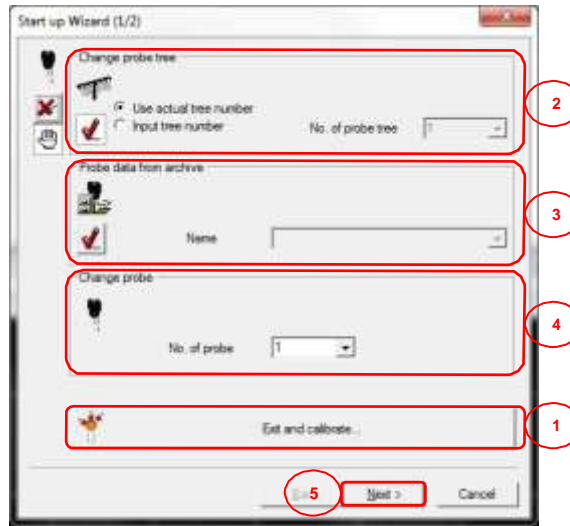 Start up Wizard (1/2)
Change probe tree
Use actual tree number
Input tree number
No. of probe tree
1
2
Probe data from archive
Name
3
Change probe
No. of probe
1
4
Exit and calibrate...
1
5
Next >
Cancel